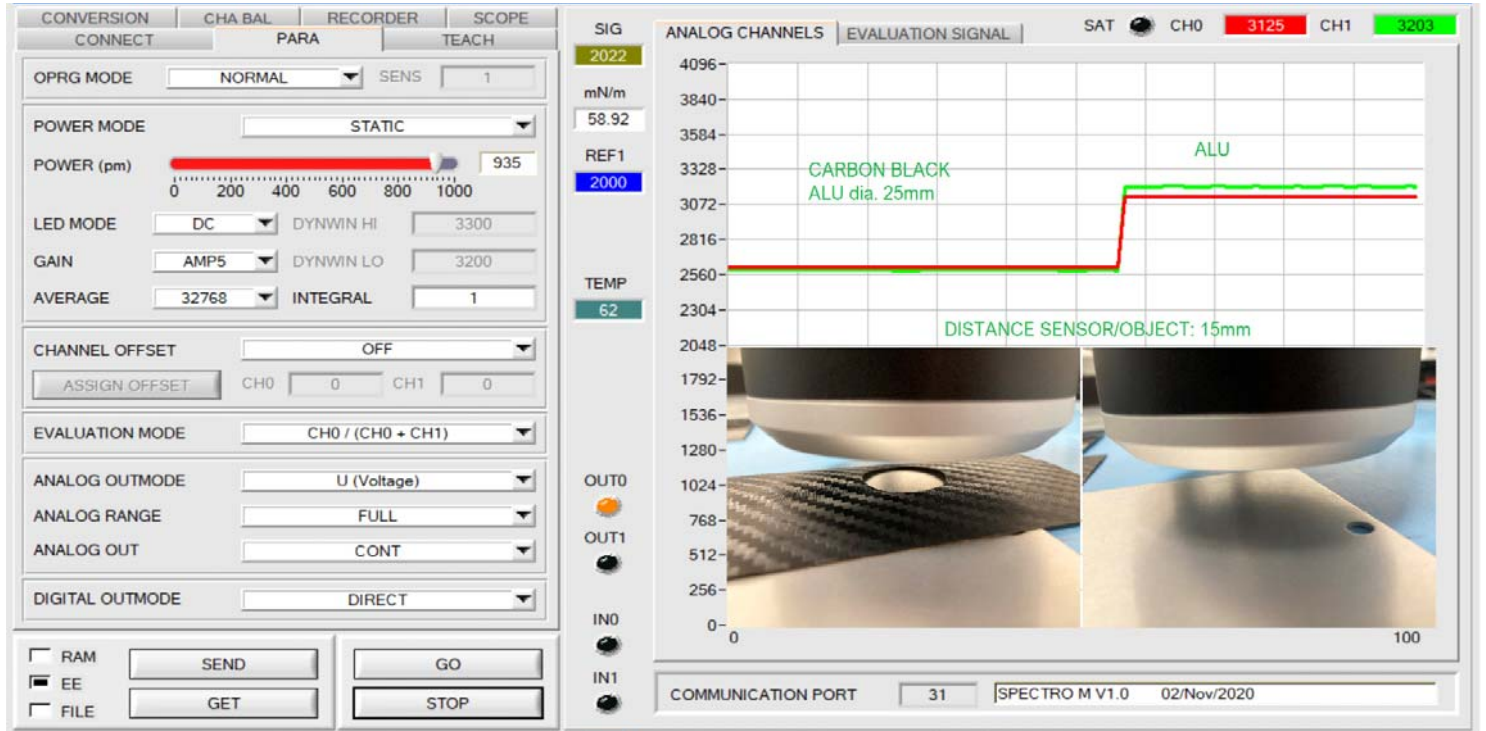 CONVERSION CHA BAL RECORDER SCOPE
CONNECT PARA TEACH
OPRG MODE NORMAL SENS 1
POWER MODE STATIC
POWER (pm) 935
0 200 400 600 800 1000
LED MODE DC DYNWIN HI 3300
GAIN AMP5 DYNWIN LO 3200
AVERAGE 32768 INTEGRAL 1
CHANNEL OFFSET OFF
ASSIGN OFFSET CH0 0 CH1 0
EVALUATION MODE CH0 / (CH0 + CH1)
ANALOG OUTMODE U (Voltage)
ANALOG RANGE FULL
ANALOG OUT CONT
DIGITAL OUTMODE DIRECT
RAM
EE
FILE
SEND GO
GET STOP
SIG
2022
mN/m
58.92
REF1
2000
TEMP
62
OUT0
OUT1
IN0
IN1
ANALOG CHANNELS EVALUATION SIGNAL SAT CH0 3125 CH1 3203
4096
3840
3584
3328
3072
2816
2560
2304
2048
1792
1536
1280
1024
768
512
256
0
0 100
CARBON BLACK
ALU dia. 25mm
ALU
DISTANCE SENSOR/OBJECT: 15mm
COMMUNICATION PORT 31 SPECTRO M V1.0 02/Nov/2020